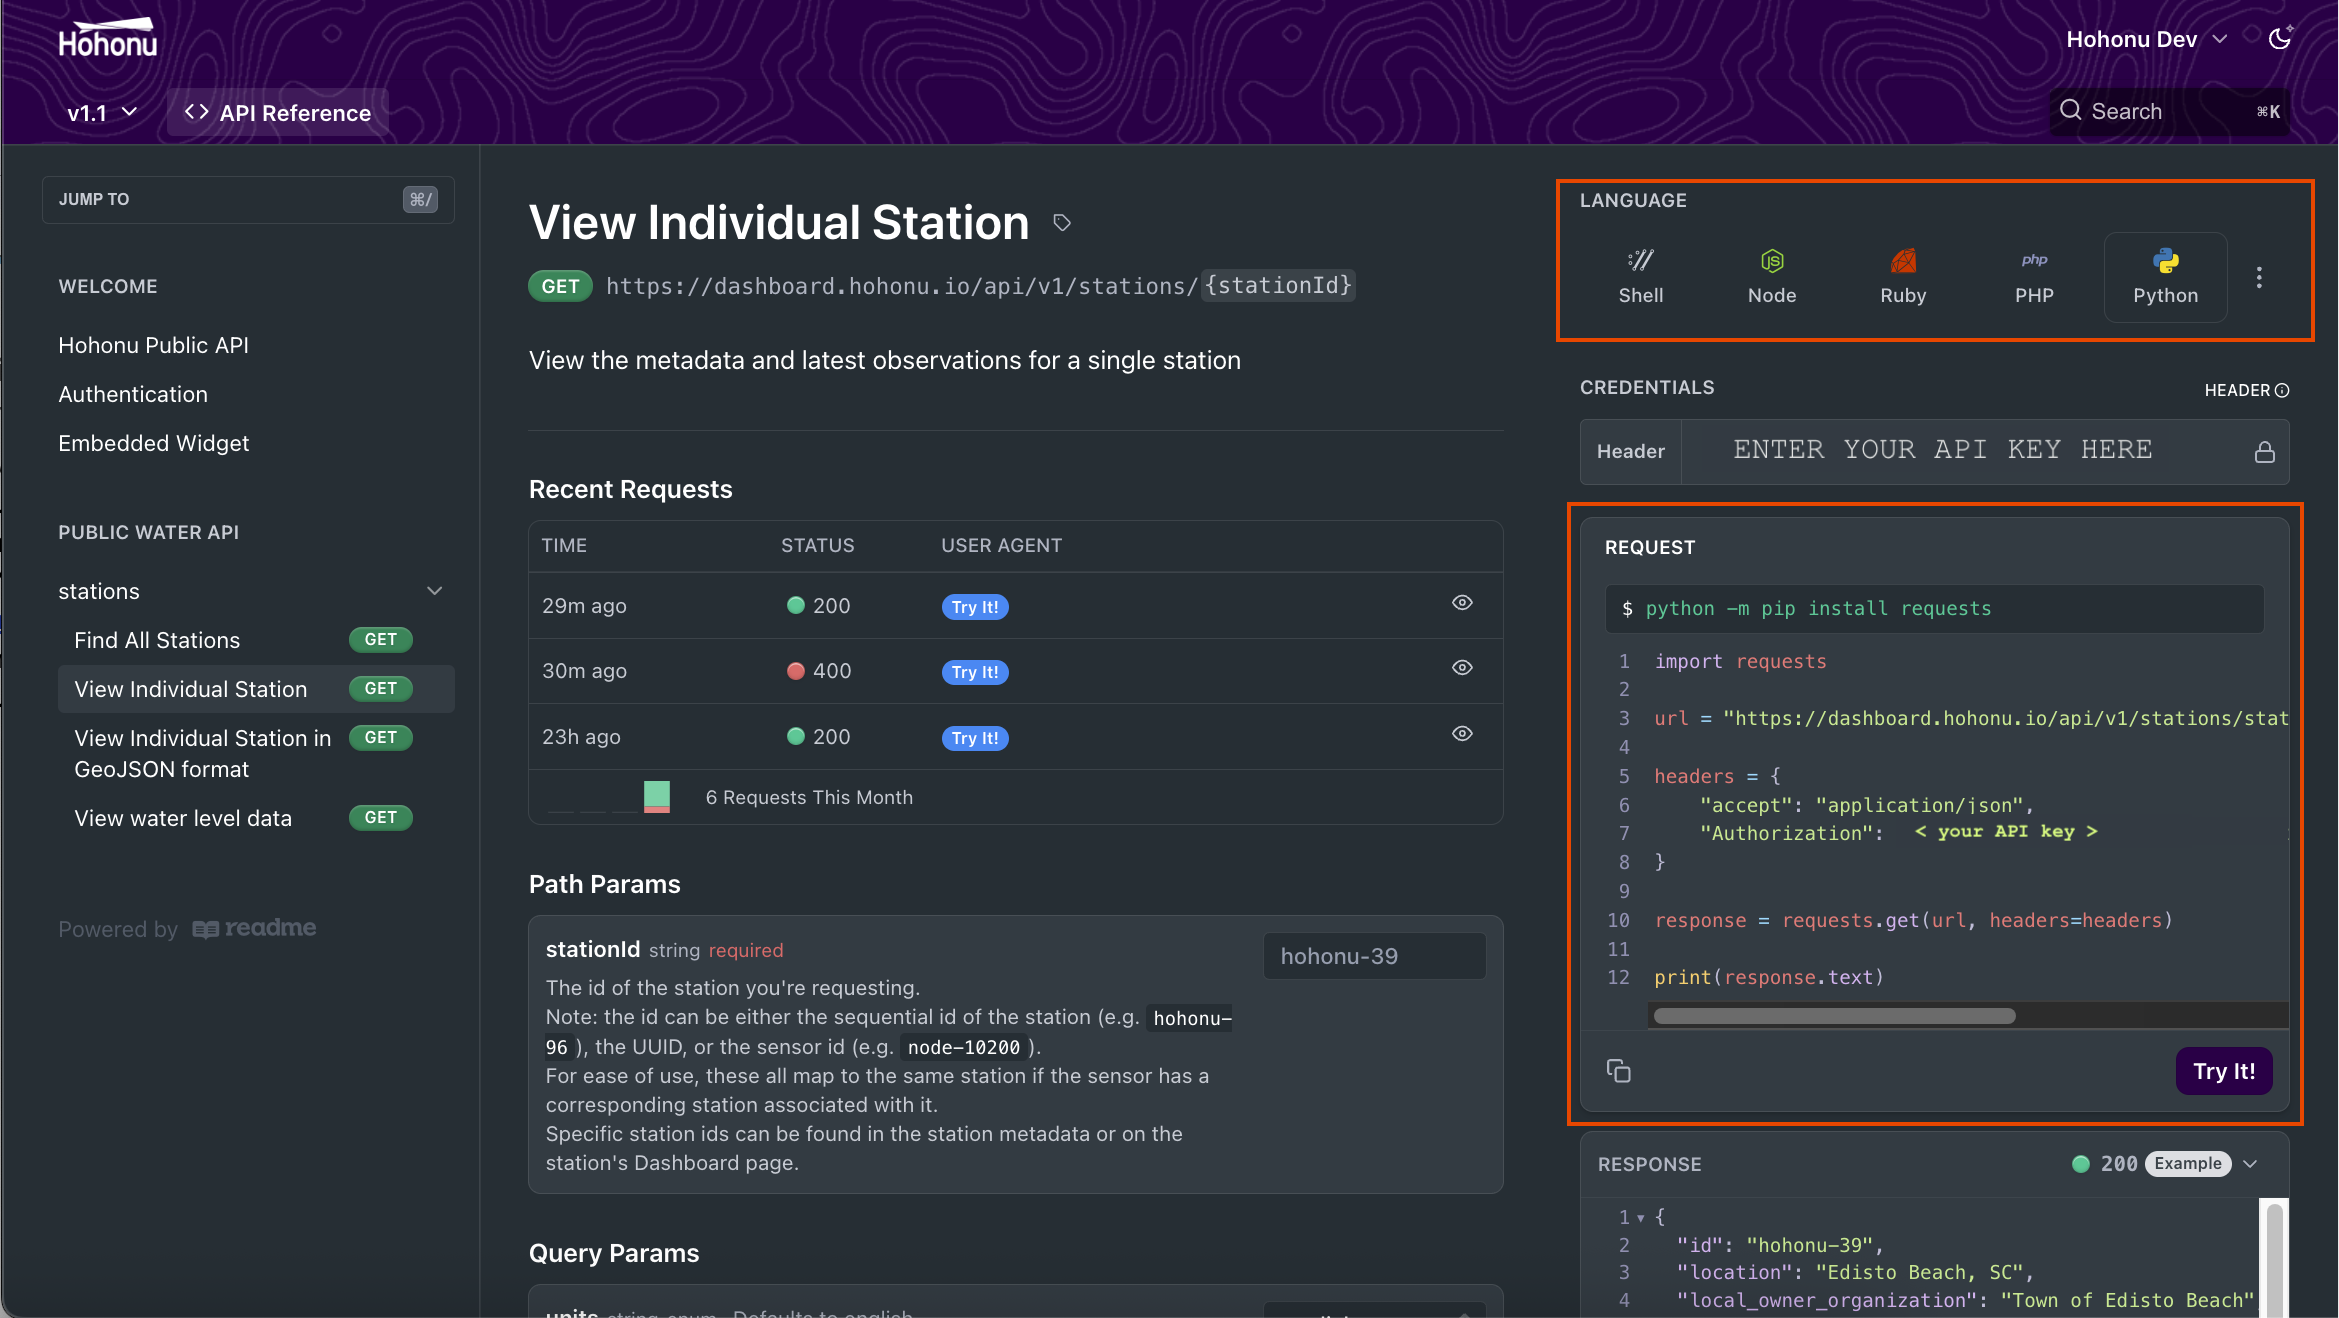 Hohonu
Hohonu Dev
v1.1
<> API Reference
Search
⌘K
JUMP TO
⌘/
WELCOME
Hohonu Public API
Authentication
Embedded Widget
PUBLIC WATER API
stations
Find All Stations GET
View Individual Station GET
View Individual Station in GET
GeoJSON format
View water level data GET
Powered by readme
View Individual Station
GET https://dashboard.hohonu.io/api/v1/stations/{stationId}
View the metadata and latest observations for a single station
Recent Requests
TIME STATUS USER AGENT
29m ago 200 Try It!
30m ago 400 Try It!
23h ago 200 Try It!
6 Requests This Month
Path Params
stationId string required
hohonu-39
The id of the station you're requesting.
Note: the id can be either the sequential id of the station (e.g. hohonu-
96 ), the UUID, or the sensor id (e.g. node-10200 ).
For ease of use, these all map to the same station if the sensor has a
corresponding station associated with it.
Specific station ids can be found in the station metadata or on the
station's Dashboard page.
Query Params
units string enum Defaults to english
LANGUAGE
Shell
Node
Ruby
php
PHP
Python
CREDENTIALS
HEADER
Header
ENTER YOUR API KEY HERE
REQUEST
$ python -m pip install requests
1 import requests
2
3 url = "https://dashboard.hohonu.io/api/v1/stations/stat
4
5 headers = {
6 "accept": "application/json",
7 "Authorization": < your API key >
8 }
9
10 response = requests.get(url, headers=headers)
11
12 print(response.text)
Try It!
RESPONSE
200 Example
1 {
2 "id": "hohonu-39",
3 "location": "Edisto Beach, SC",
4 "local_owner_organization": "Town of Edisto Beach"